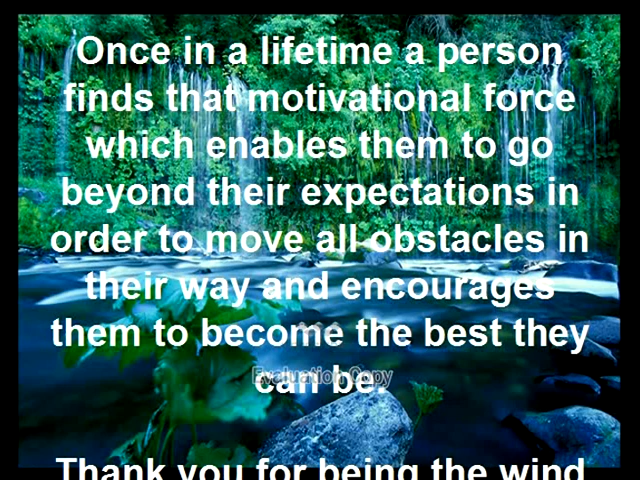 Once in a lifetime a person
finds that motivational force
which enables them to go
beyond their expectations in
order to move all obstacles in
their way and encourages
them to become the best they
can be.
Evaluation Copy
Thank you for being the wind